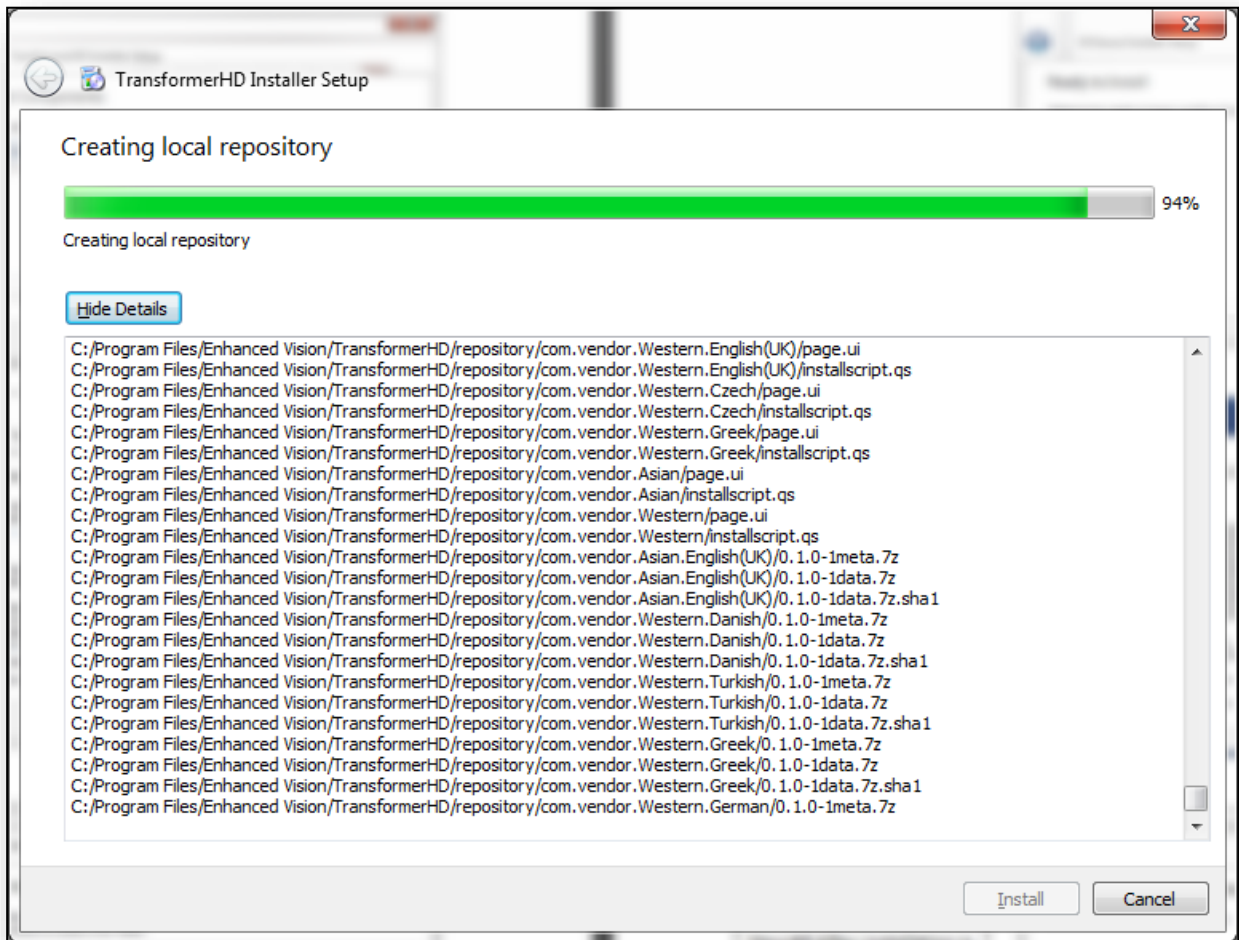 TransformerHD Installer Setup
Creating local repository
94%
Creating local repository
Hide Details
C:/Program Files/Enhanced Vision/TransformerHD/repository/com.vendor.Western.English(UK)/page.ui
C:/Program Files/Enhanced Vision/TransformerHD/repository/com.vendor.Western.English(UK)/installscript.qs
C:/Program Files/Enhanced Vision/TransformerHD/repository/com.vendor.Western.Czech/page.ui
C:/Program Files/Enhanced Vision/TransformerHD/repository/com.vendor.Western.Czech/installscript.qs
C:/Program Files/Enhanced Vision/TransformerHD/repository/com.vendor.Western.Greek/page.ui
C:/Program Files/Enhanced Vision/TransformerHD/repository/com.vendor.Western.Greek/installscript.qs
C:/Program Files/Enhanced Vision/TransformerHD/repository/com.vendor.Asian/page.ui
C:/Program Files/Enhanced Vision/TransformerHD/repository/com.vendor.Asian/installscript.qs
C:/Program Files/Enhanced Vision/TransformerHD/repository/com.vendor.Western/page.ui
C:/Program Files/Enhanced Vision/TransformerHD/repository/com.vendor.Western/installscript.qs
C:/Program Files/Enhanced Vision/TransformerHD/repository/com.vendor.Asian.English(UK)/0.1.0-1meta.7z
C:/Program Files/Enhanced Vision/TransformerHD/repository/com.vendor.Asian.English(UK)/0.1.0-1data.7z
C:/Program Files/Enhanced Vision/TransformerHD/repository/com.vendor.Asian.English(UK)/0.1.0-1data.7z.sha1
C:/Program Files/Enhanced Vision/TransformerHD/repository/com.vendor.Western.Danish/0.1.0-1meta.7z
C:/Program Files/Enhanced Vision/TransformerHD/repository/com.vendor.Western.Danish/0.1.0-1data.7z
C:/Program Files/Enhanced Vision/TransformerHD/repository/com.vendor.Western.Danish/0.1.0-1data.7z.sha1
C:/Program Files/Enhanced Vision/TransformerHD/repository/com.vendor.Western.Turkish/0.1.0-1meta.7z
C:/Program Files/Enhanced Vision/TransformerHD/repository/com.vendor.Western.Turkish/0.1.0-1data.7z
C:/Program Files/Enhanced Vision/TransformerHD/repository/com.vendor.Western.Turkish/0.1.0-1data.7z.sha1
C:/Program Files/Enhanced Vision/TransformerHD/repository/com.vendor.Western.Greek/0.1.0-1meta.7z
C:/Program Files/Enhanced Vision/TransformerHD/repository/com.vendor.Western.Greek/0.1.0-1data.7z
C:/Program Files/Enhanced Vision/TransformerHD/repository/com.vendor.Western.Greek/0.1.0-1data.7z.sha1
C:/Program Files/Enhanced Vision/TransformerHD/repository/com.vendor.Western.German/0.1.0-1meta.7z
Install
Cancel